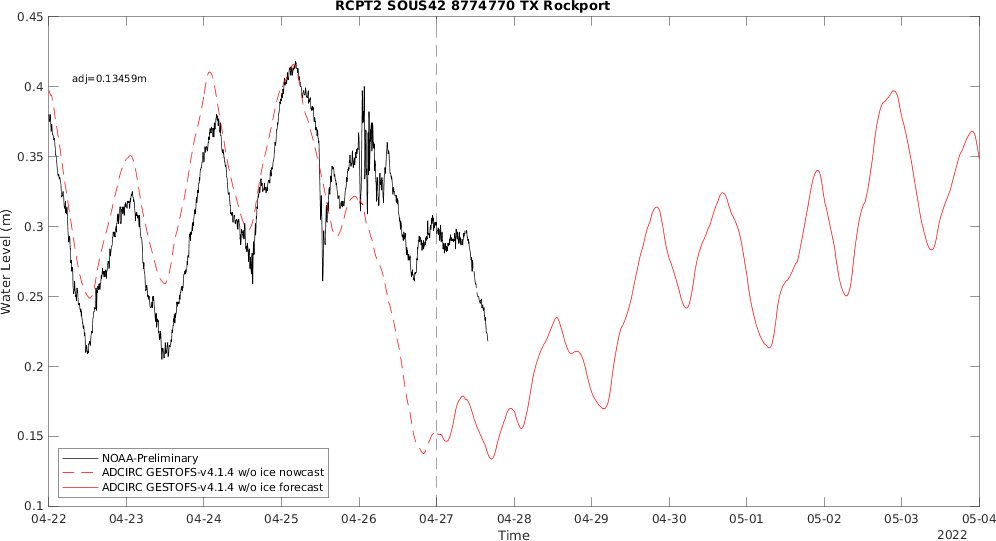 RCPT2 SOUS42 8774770 TX Rockport
0.45
0.4
0.35
0.3
0.25
0.2
0.15
0.1
Water Level (m)
adj=0.13459m
NOAA-Preliminary
ADCIRC GESTOFS-v4.1.4 w/o ice nowcast
ADCIRC GESTOFS-v4.1.4 w/o ice forecast
04-22 04-23 04-24 04-25 04-26 04-27 04-28 04-29 04-30 05-01 05-02 05-03 05-04
Time
2022